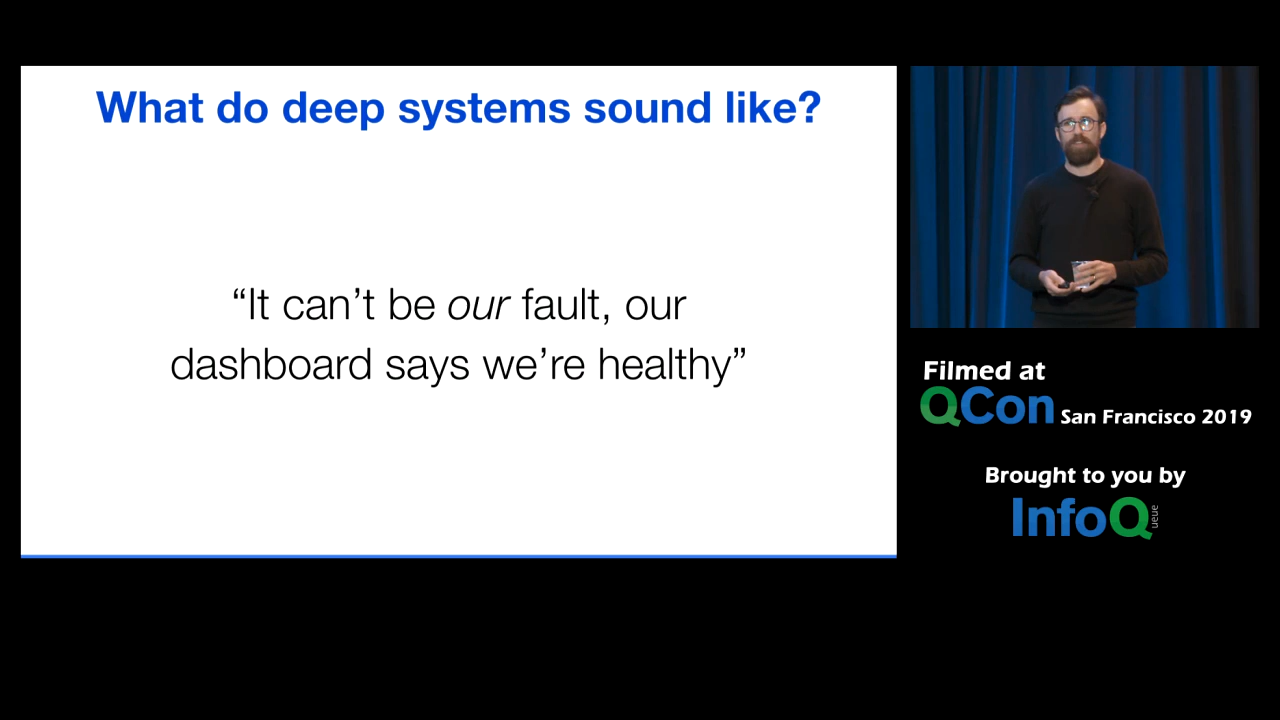 What do deep systems sound like?
“It can’t be our fault, our
dashboard says we’re healthy”
Filmed at
QCon San Francisco 2019
Brought to you by
InfoQ
ueue